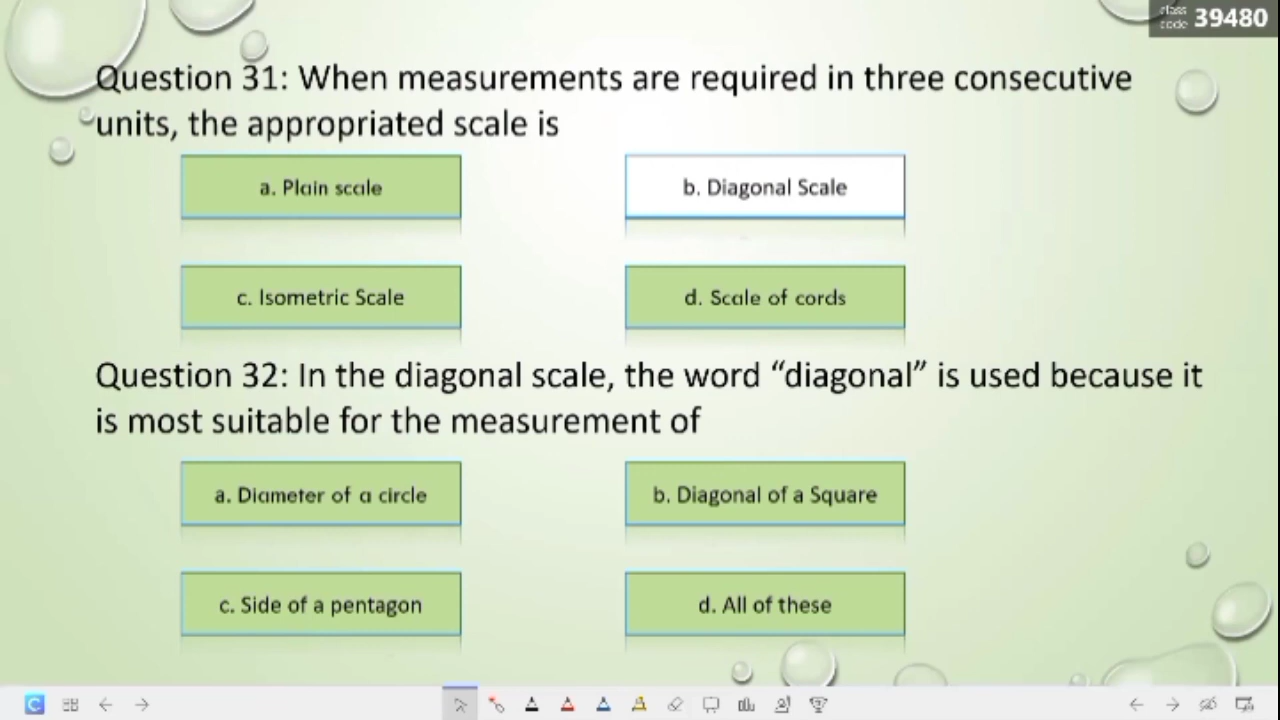 class code 39480
Question 31: When measurements are required in three consecutive
units, the appropriated scale is
a. Plain scale
b. Diagonal Scale
c. Isometric Scale
d. Scale of cords
Question 32: In the diagonal scale, the word “diagonal” is used because it
is most suitable for the measurement of
a. Diameter of a circle
b. Diagonal of a Square
c. Side of a pentagon
d. All of these